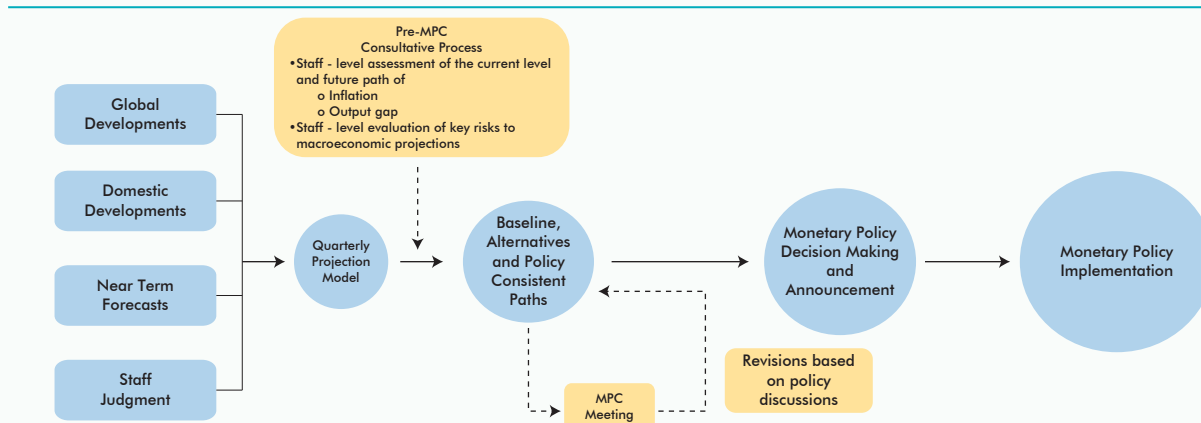 Pre-MPC
Consultative Process
•Staff - level assessment of the current level
and future path of
o Inflation
o Output gap
•Staff - level evaluation of key risks to
macroeconomic projections
Global
Developments
Domestic
Developments
Near Term
Forecasts
Staff
Judgment
Quarterly
Projection
Model
Baseline,
Alternatives
and Policy
Consistent
Paths
MPC
Meeting
Revisions based
on policy
discussions
Monetary Policy
Decision Making
and
Announcement
Monetary Policy
Implementation